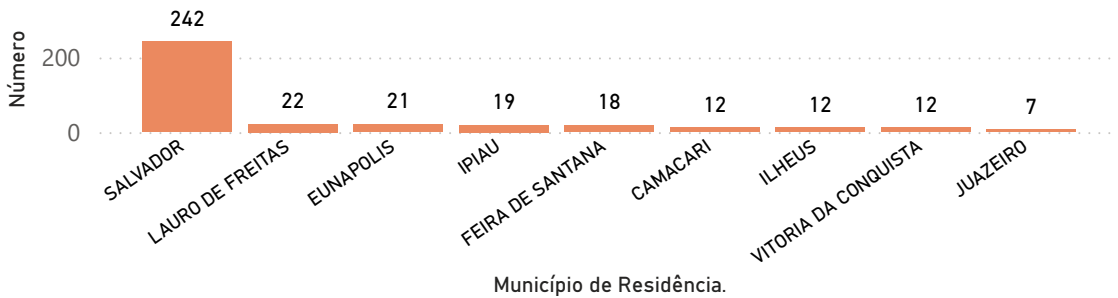 242
Número
200
22
21
19
18
12
12
12
7
0
SALVADOR
LAURO DE FREITAS
EUNAPOLIS
IPIAU
FEIRA DE SANTANA
CAMACARI
ILHEUS
VITORIA DA CONQUISTA
JUAZEIRO
Município de Residência.